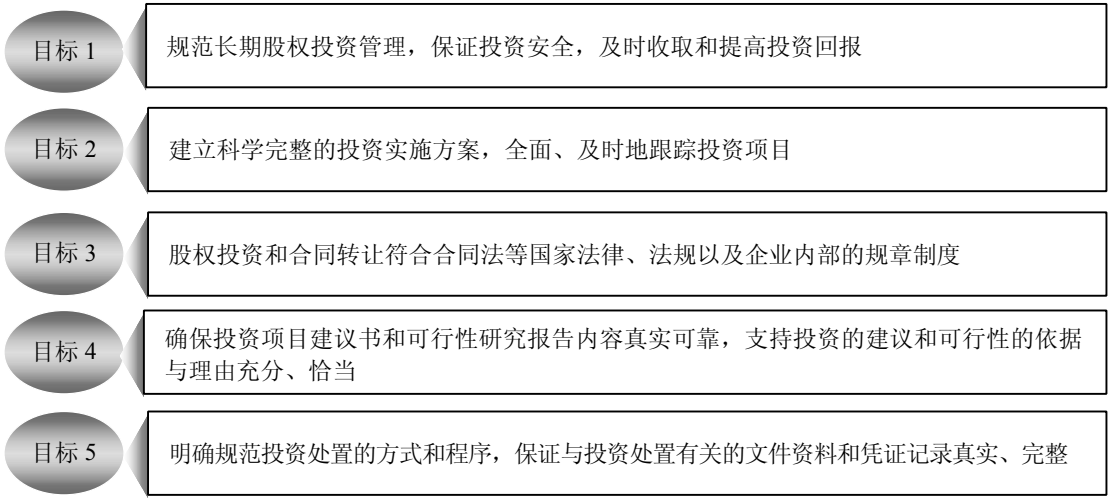 目标 1
规范长期股权投资管理，保证投资安全，及时收取和提高投资回报
目标 2
建立科学完整的投资实施方案，全面、及时地跟踪投资项目
目标 3
股权投资和合同转让符合合同法等国家法律、法规以及企业内部的规章制度
目标 4
确保投资项目建议书和可行性研究报告内容真实可靠，支持投资的建议和可行性的依据
与理由充分、恰当
目标 5
明确规范投资处置的方式和程序，保证与投资处置有关的文件资料和凭证记录真实、完整